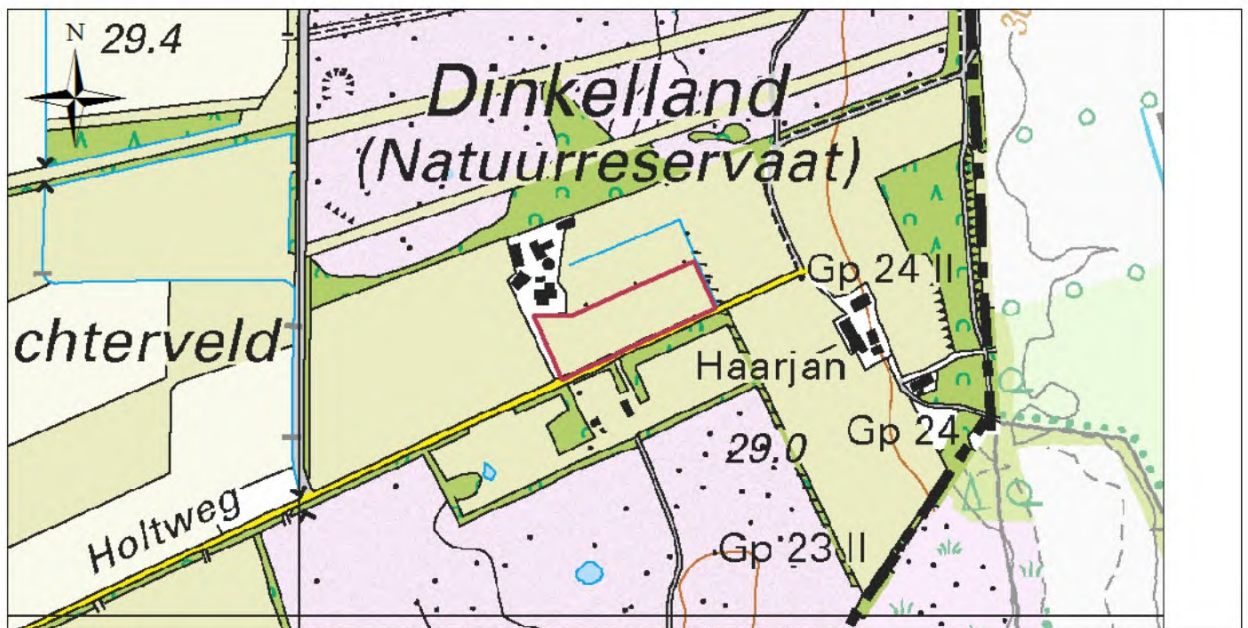 N
29.4
Dinkelland
(Natuurreservaat)
Gp 24 II
chterveld
Haarjan
Gp 24
29.0
Holtweg
Gp 23 II